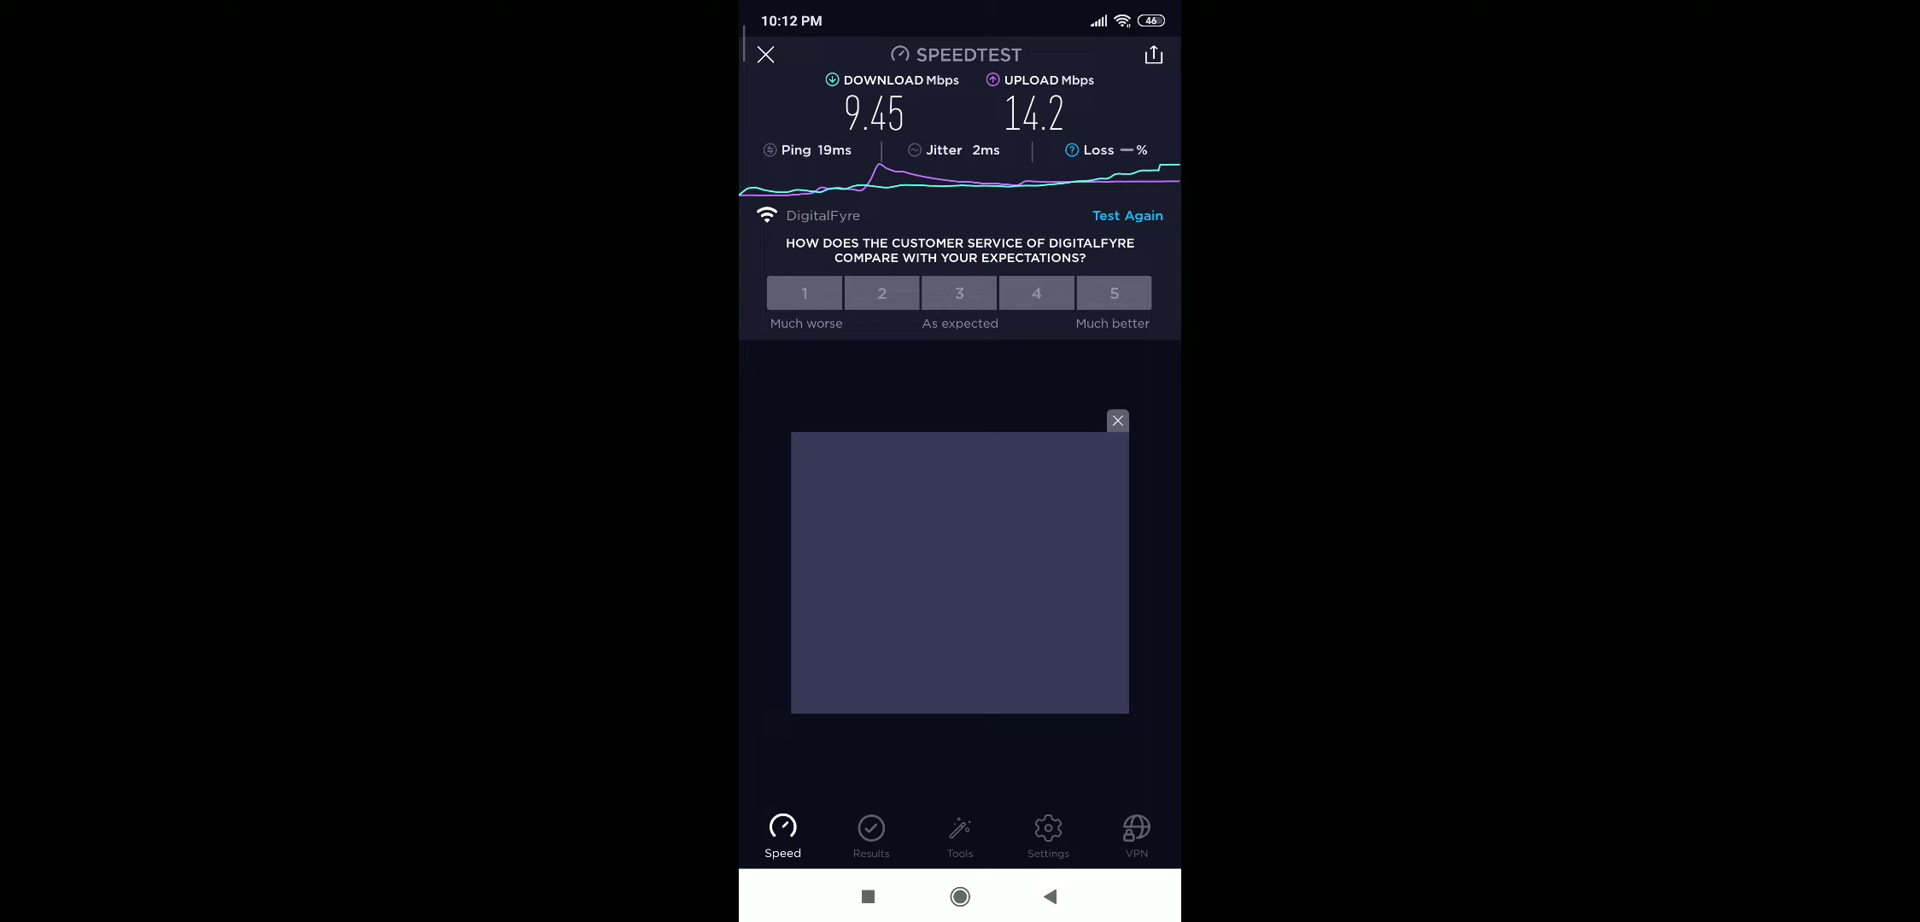 10:12 PM 46
SPEEDTEST
DOWNLOAD Mbps UPLOAD Mbps
9.45 14.2
Ping 19ms Jitter 2ms Loss — %
DigitalFyre Test Again
HOW DOES THE CUSTOMER SERVICE OF DIGITALFYRE
COMPARE WITH YOUR EXPECTATIONS?
1 2 3 4 5
Much worse As expected Much better
Speed Results Tools Settings VPN